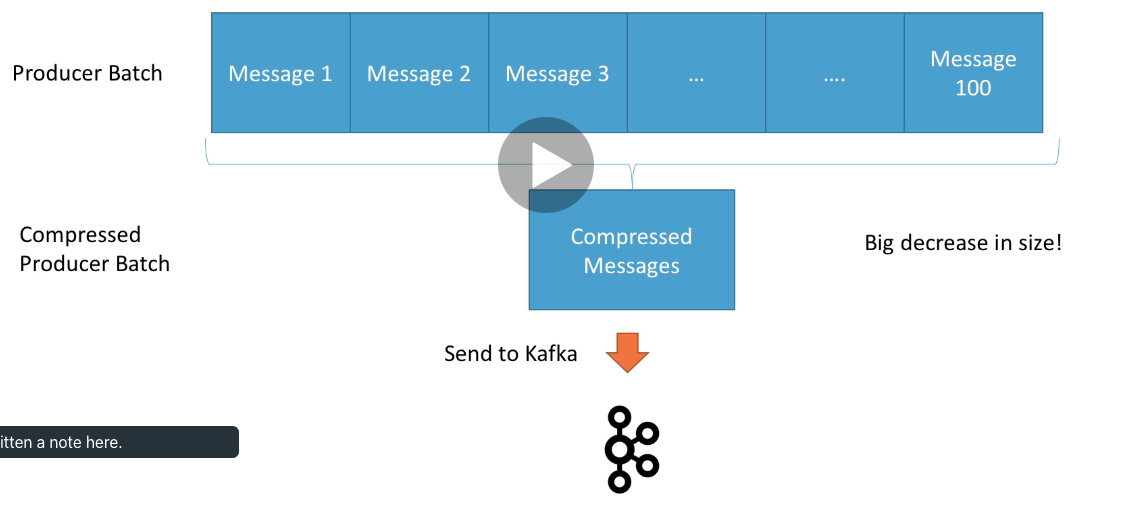 Producer Batch
Message 1
Message 2
Message 3
...
....
Message
100
Compressed
Producer Batch
Compressed
Messages
Big decrease in size!
Send to Kafka
itten a note here.